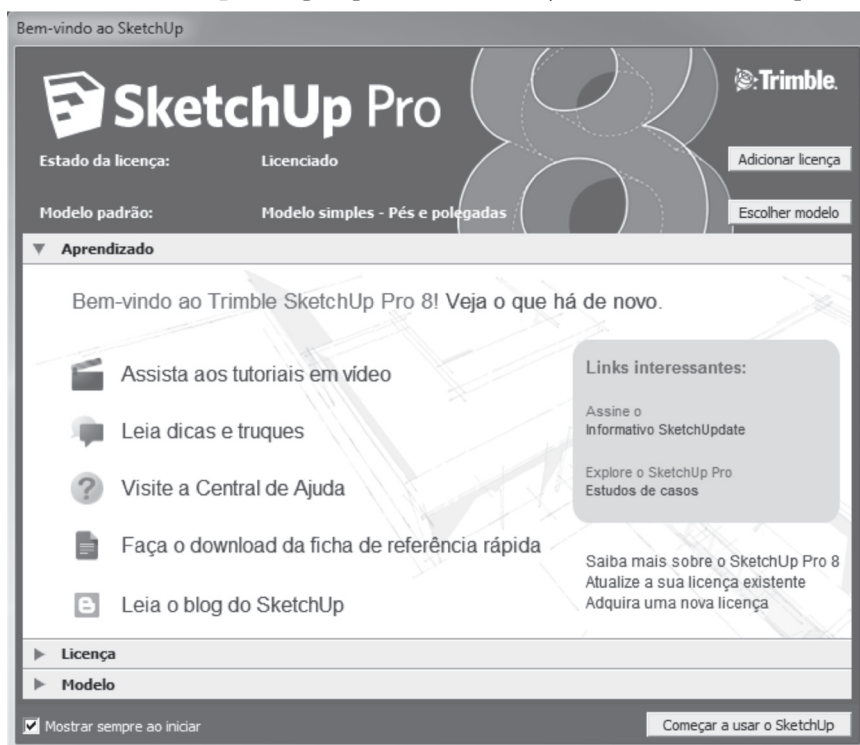 Bem-vindo ao SketchUp
SketchUp Pro
8
Trimble.
Estado da licença: Licenciado
Adicionar licença
Modelo padrão: Modelo simples - Pés e polegadas
Escolher modelo
Aprendizado
Bem-vindo ao Trimble SketchUp Pro 8! Veja o que há de novo.
Assista aos tutoriais em vídeo
Leia dicas e truques
Visite a Central de Ajuda
Faça o download da ficha de referência rápida
Leia o blog do SketchUp
Links interessantes:
Assine o
Informativo SketchUpdate
Explore o SketchUp Pro
Estudos de casos
Saiba mais sobre o SketchUp Pro 8
Atualize a sua licença existente
Adquira uma nova licença
Licença
Modelo
Mostrar sempre ao iniciar
Começar a usar o SketchUp